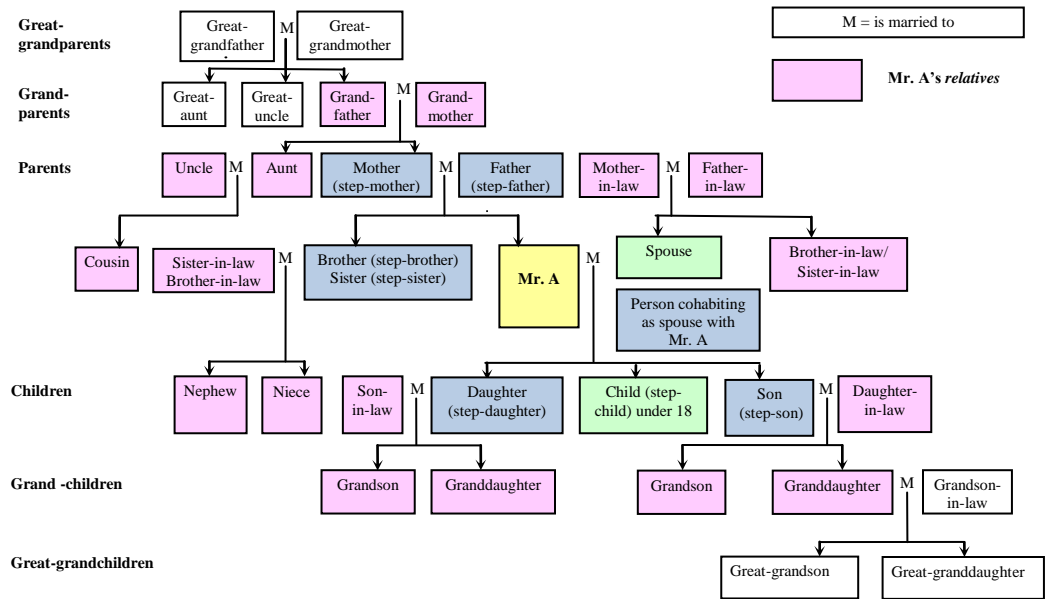 Great-
grandparents
Great-
grandfather
M
Great-
grandmother
M = is married to
Mr. A's relatives
Grand-
parents
Great-
aunt
Great-
uncle
Grand-
father
M
Grand-
mother
Parents
Uncle
M
Aunt
Mother
(step-mother)
M
Father
(step-father)
Mother-
in-law
M
Father-
in-law
Cousin
Sister-in-law
Brother-in-law
M
Brother (step-brother)
Sister (step-sister)
Mr. A
M
Spouse
Brother-in-law/
Sister-in-law
Person cohabiting
as spouse with
Mr. A
Children
Nephew
Niece
Son-
in-law
M
Daughter
(step-daughter)
Child (step-
child) under 18
Son
(step-son)
M
Daughter-
in-law
Grand -children
Grandson
Granddaughter
Grandson
Granddaughter
M
Grandson-
in-law
Great-grandchildren
Great-grandson
Great-granddaughter